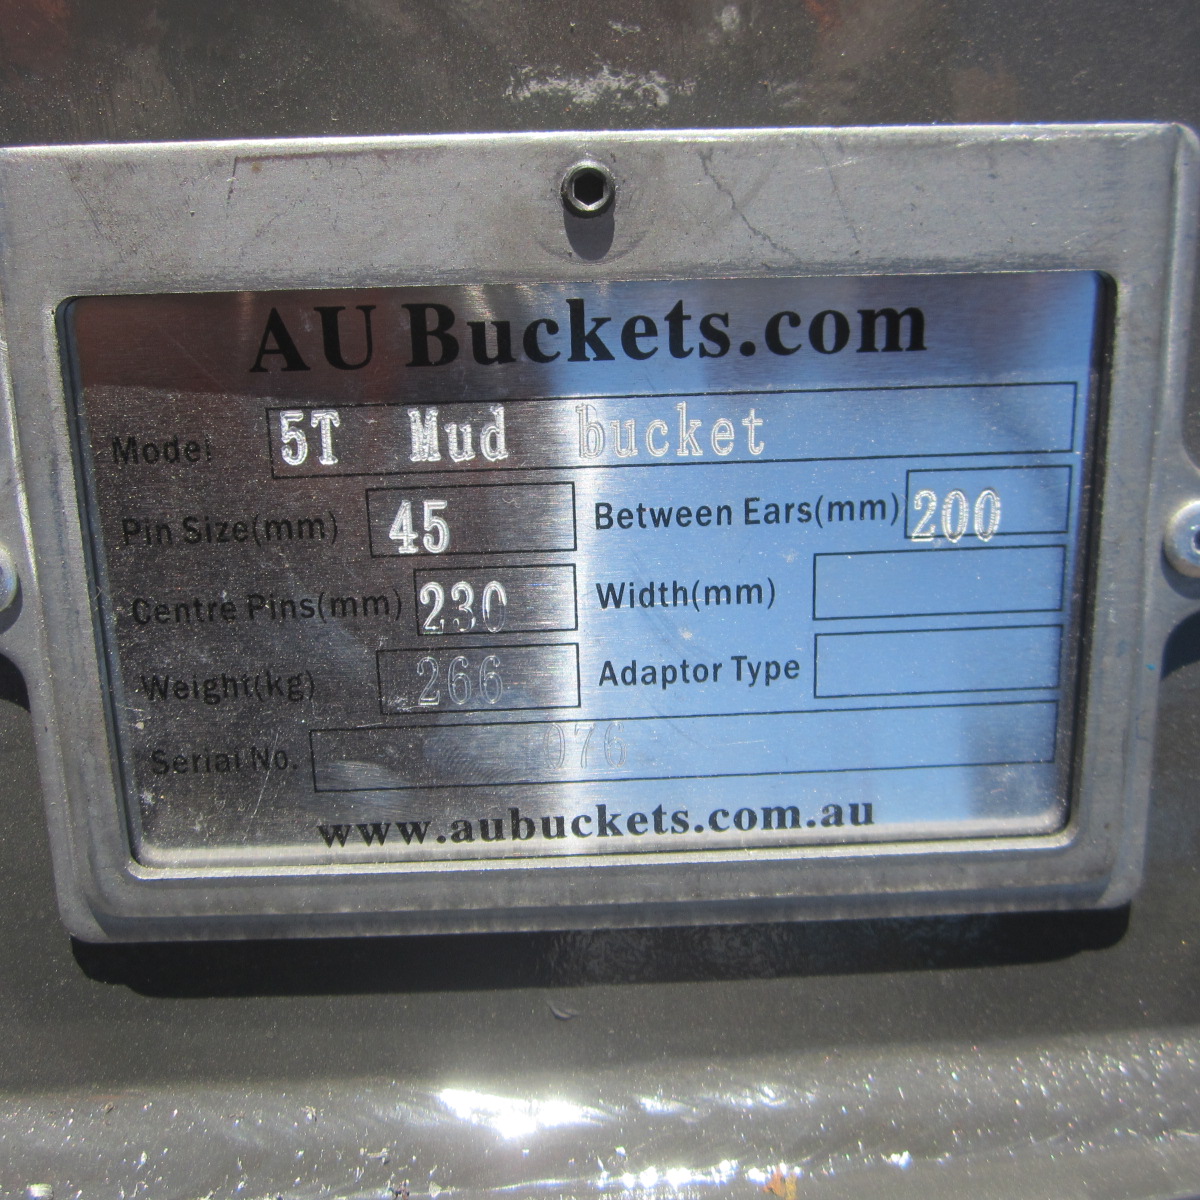 AU Buckets.com
Model 5T Mud bucket
Pin Size(mm) 45 Between Ears(mm) 200
Centre Pins(mm) 230 Width(mm)
Weight(kg) 266 Adaptor Type
Serial No. 076
www.aubuckets.com.au